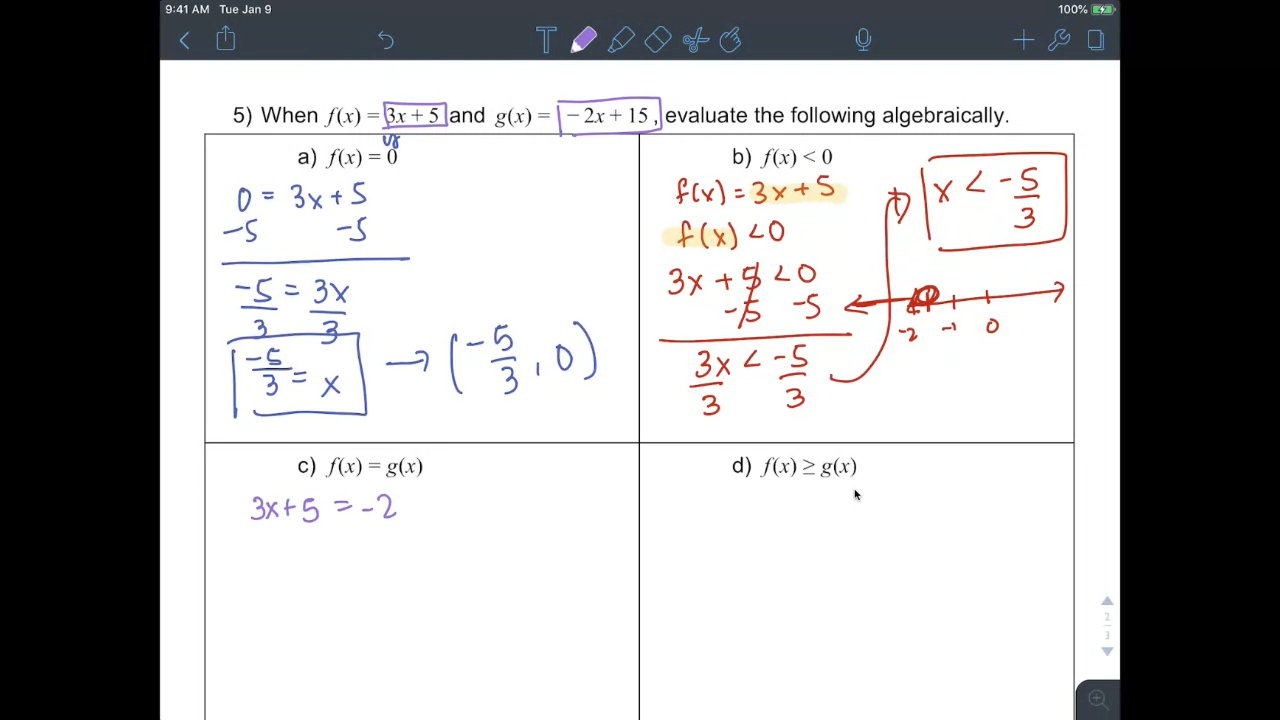 9:41 AM Tue Jan 9
100%
5) When f(x) = 3x + 5 and g(x) = − 2x + 15, evaluate the following algebraically.
a) f(x) = 0
0 = 3x + 5
-5 -5
-5/3 = 3x/3
-5/3 = x → (-5/3, 0)
b) f(x) < 0
f(x) = 3x + 5
f(x) < 0
3x + 5 < 0
-5 -5
3x/3 < -5/3
x < -5/3
-2 -1 0
c) f(x) = g(x)
3x+5 = -2
d) f(x) ≥ g(x)
2
3